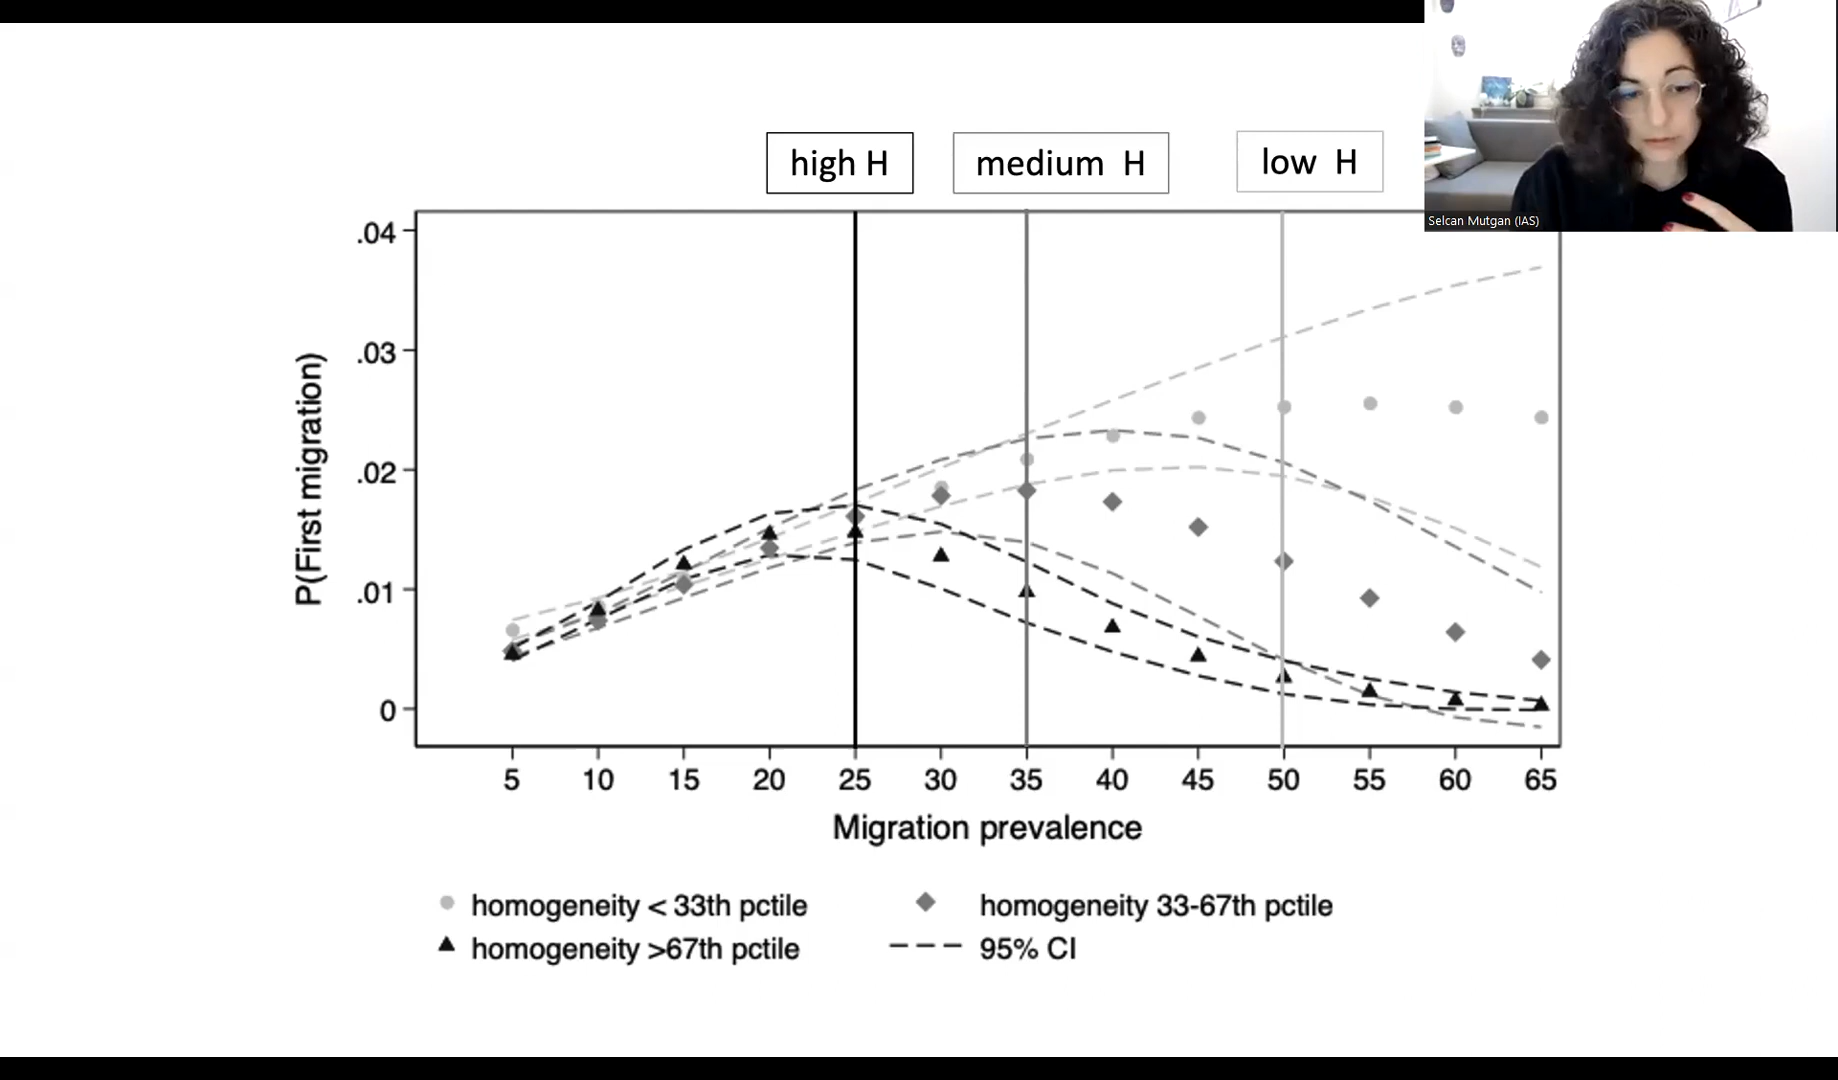 high H
medium H
low H
Selcan Mutgan (IAS)
.04
.03
.02
.01
0
P(First migration)
5 10 15 20 25 30 35 40 45 50 55 60 65
Migration prevalence
homogeneity < 33th pctile
homogeneity 33-67th pctile
homogeneity >67th pctile
95% CI